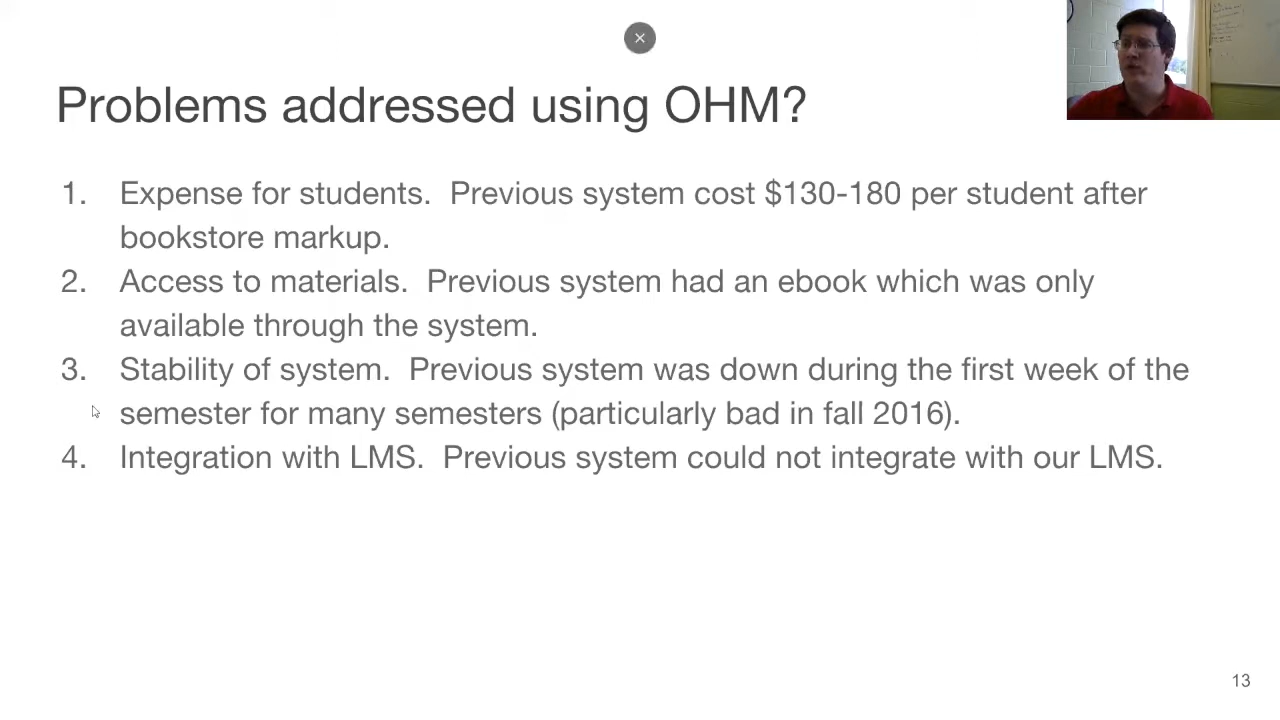 Problems addressed using OHM?
1. Expense for students. Previous system cost $130-180 per student after
bookstore markup.
2. Access to materials. Previous system had an ebook which was only
available through the system.
3. Stability of system. Previous system was down during the first week of the
semester for many semesters (particularly bad in fall 2016).
4. Integration with LMS. Previous system could not integrate with our LMS.
13